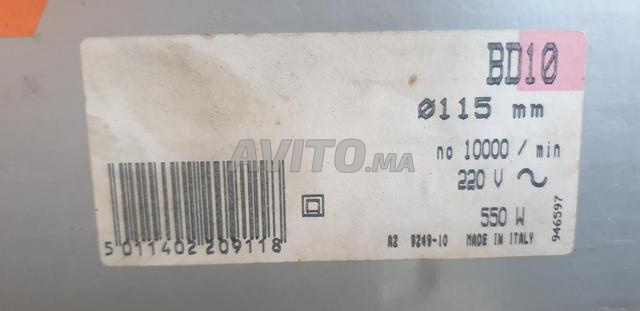 BD10
Ø115 mm
no 10000 / min
220 V ~
550 W
5 011402 209118
A2 9249-10 MADE IN ITALY
946597
AVITO.ma